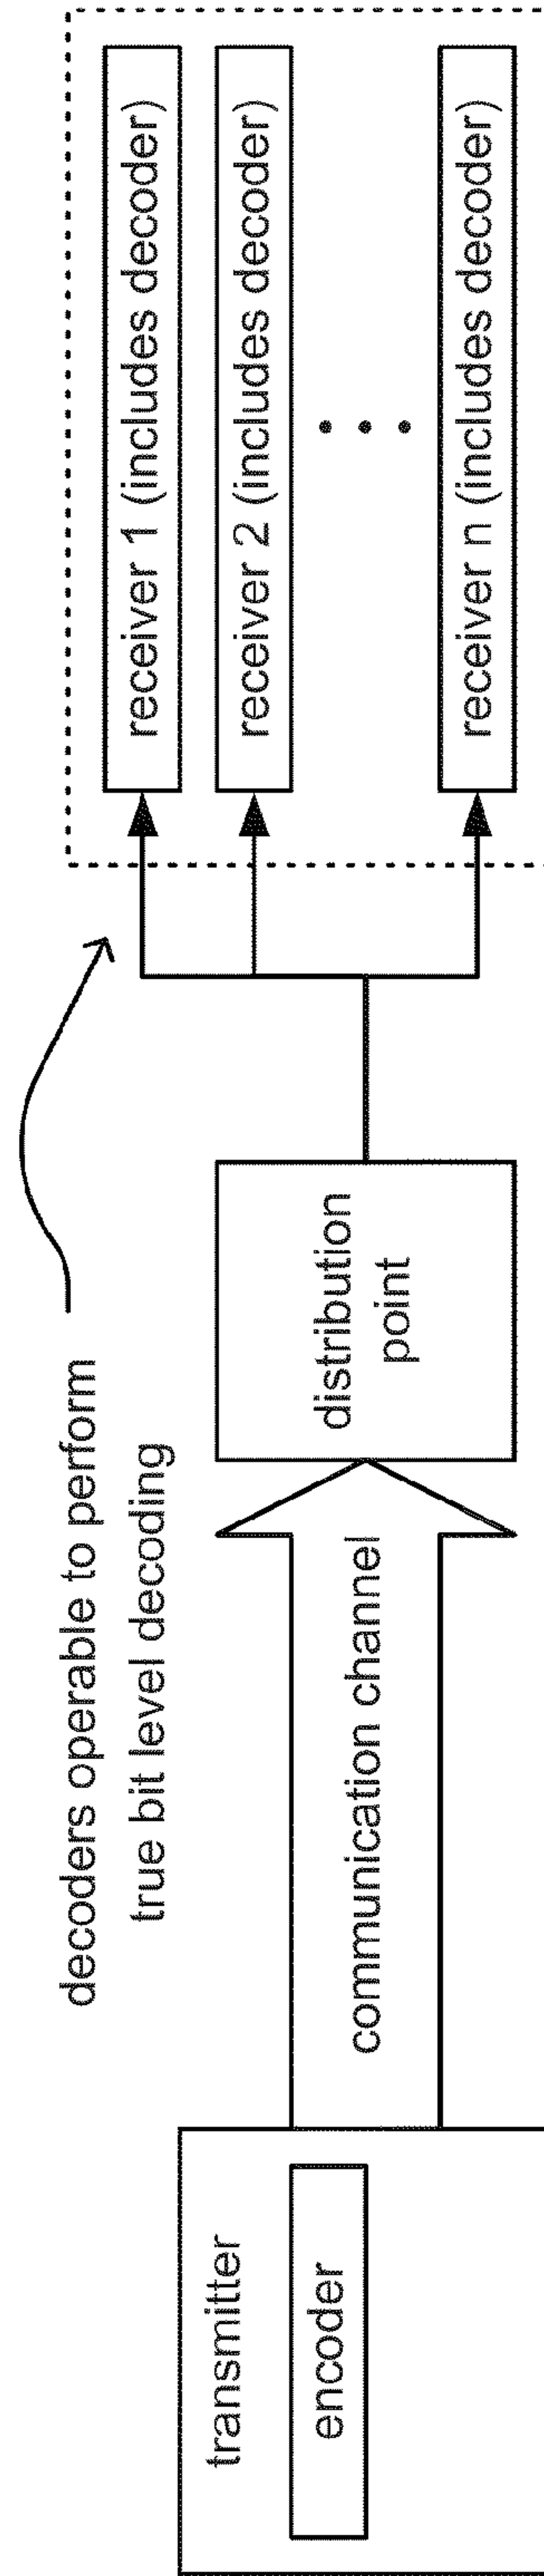 decoders operable to perform
true bit level decoding
transmitter
encoder
communication channel
distribution
point
receiver 1 (includes decoder)
receiver 2 (includes decoder)
receiver n (includes decoder)